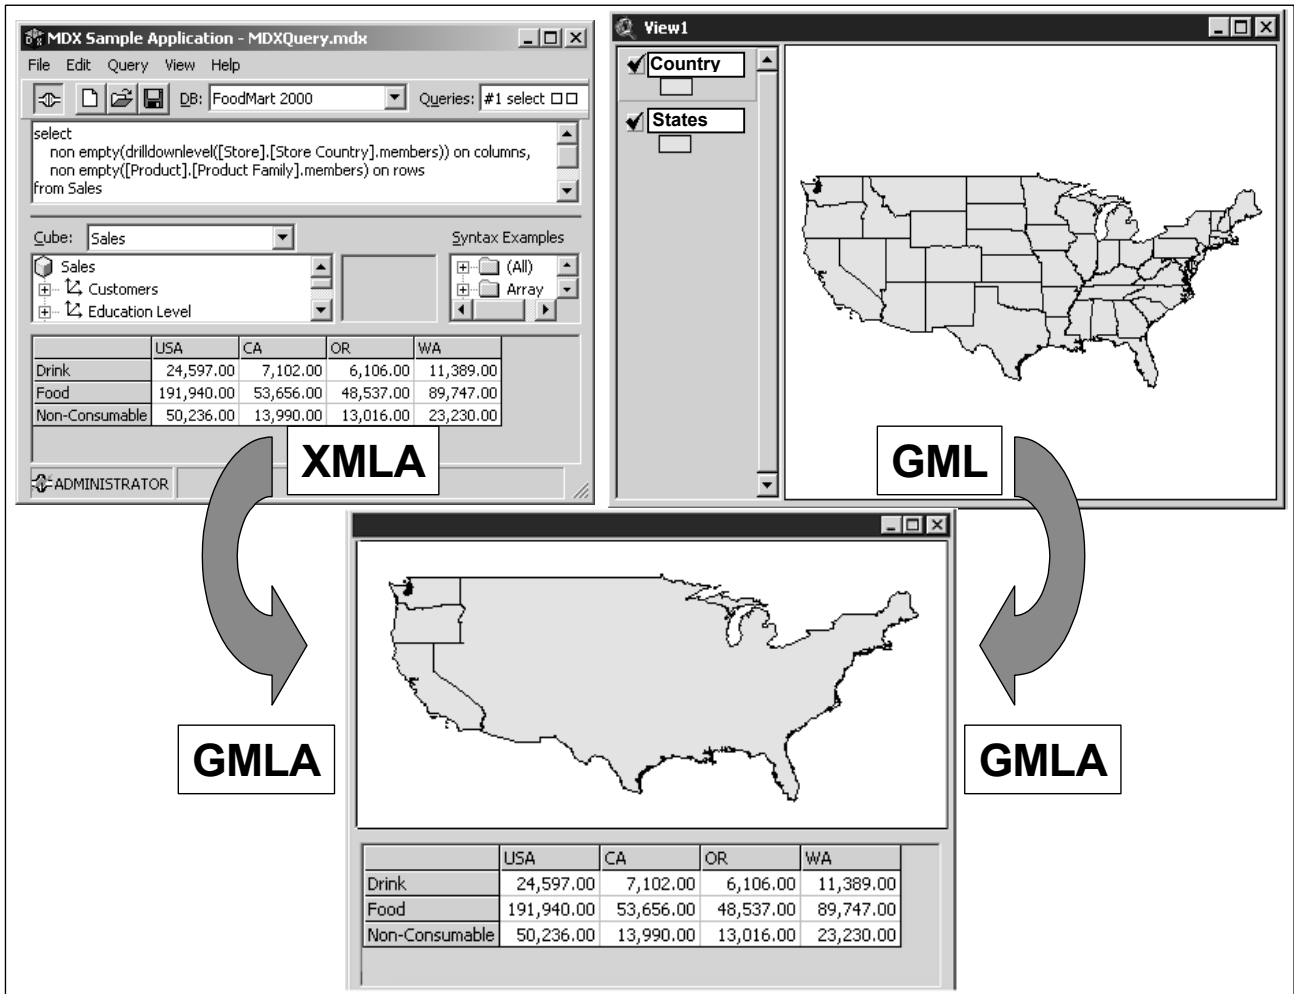 MDX Sample Application - MDXQuery.mdx
File Edit Query View Help
DB: FoodMart 2000 Queries: #1 select
select
non empty(drilldownlevel([Store].[Store Country].members)) on columns,
non empty([Product].[Product Family].members) on rows
from Sales
Cube: Sales Syntax Examples
Sales
Customers
Education Level
(All)
Array
USA CA OR WA
Drink 24,597.00 7,102.00 6,106.00 11,389.00
Food 191,940.00 53,656.00 48,537.00 89,747.00
Non-Consumable 50,236.00 13,990.00 13,016.00 23,230.00
ADMINISTRATOR
XMLA
View1
Country
States
GML
GMLA
GMLA
USA CA OR WA
Drink 24,597.00 7,102.00 6,106.00 11,389.00
Food 191,940.00 53,656.00 48,537.00 89,747.00
Non-Consumable 50,236.00 13,990.00 13,016.00 23,230.00